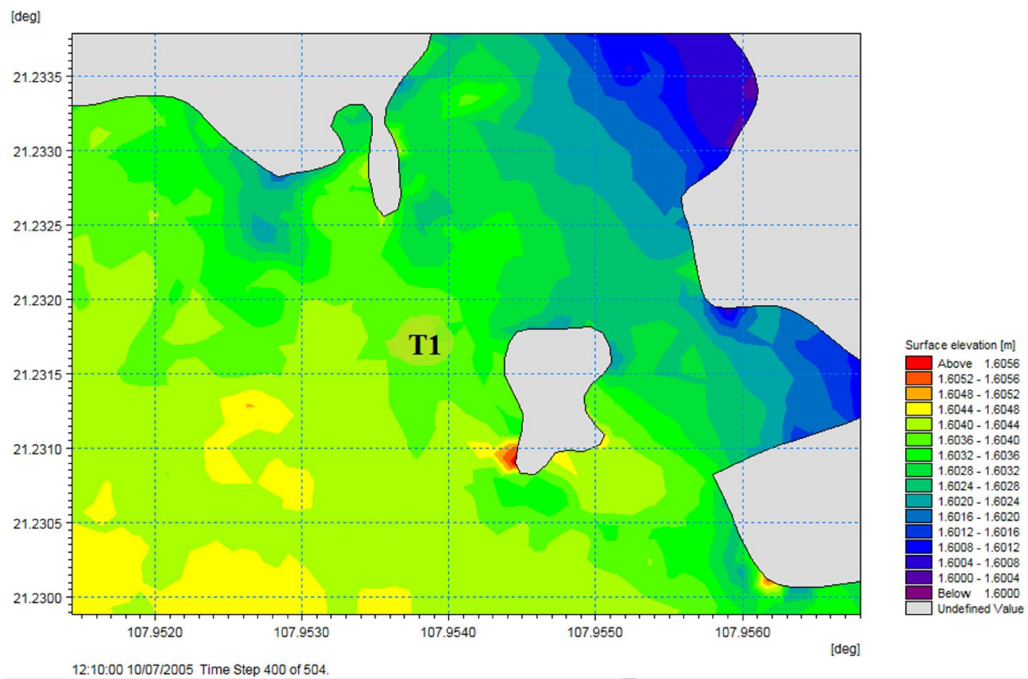 [deg]
21.2335
21.2330
21.2325
21.2320
21.2315
21.2310
21.2305
21.2300
T1
107.9520 107.9530 107.9540 107.9550 107.9560
[deg]
12:10:00 10/07/2005 Time Step 400 of 504.
Surface elevation [m]
Above 1.6056
1.6052 - 1.6056
1.6048 - 1.6052
1.6044 - 1.6048
1.6040 - 1.6044
1.6036 - 1.6040
1.6032 - 1.6036
1.6028 - 1.6032
1.6024 - 1.6028
1.6020 - 1.6024
1.6016 - 1.6020
1.6012 - 1.6016
1.6008 - 1.6012
1.6004 - 1.6008
1.6000 - 1.6004
Below 1.6000
Undefined Value